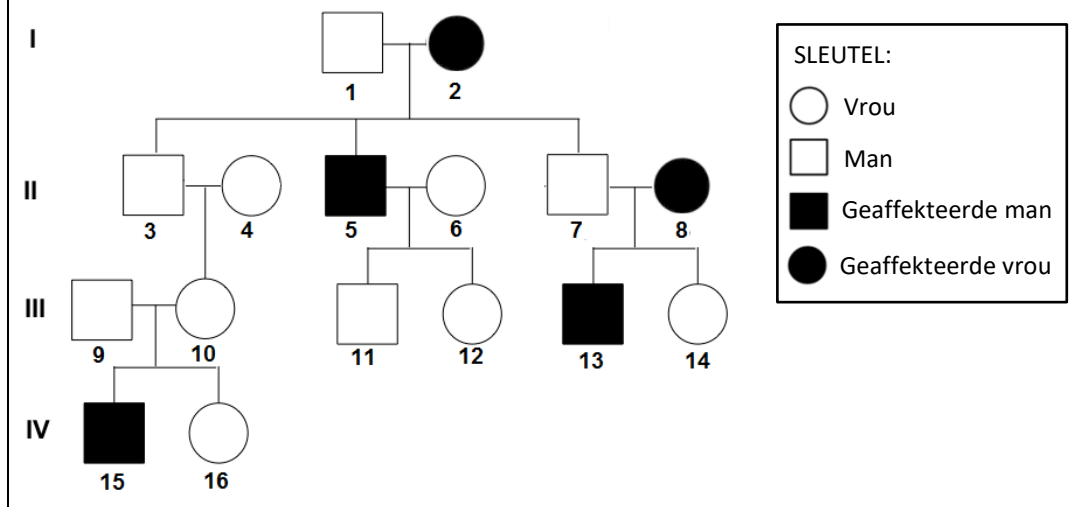 I
1 2
SLEUTEL:
Vrou
Man
Geaffekteerde man
Geaffekteerde vrou
II
3 4 5 6 7 8
III
9 10 11 12 13 14
IV
15 16